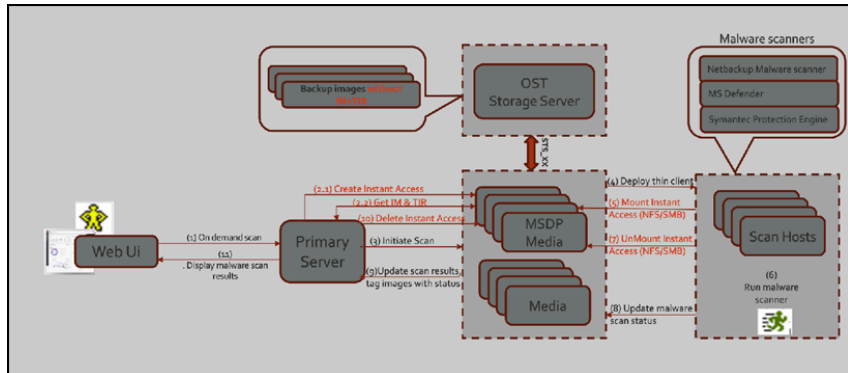 Malware scanners
Netbackup Malware scanner
MS Defender
Symantec Protection Engine
Backup images without
OST
Storage Server
STS_XX
(2.1) Create Instant Access
(2.2) Get IM & TIR
(10) Delete Instant Access
(4) Deploy thin client
(5) Mount Instant
Access (NFS/SMB)
MSDP
Media
(1) On demand scan
Web Ui
Primary
Server
(3) Initiate Scan
(7) UnMount Instant
Access (NFS/SMB)
Scan Hosts
(11)
. Display malware scan
results
(9)Update scan results,
tag images with status
Media
(6)
Run malware
scanner
(8) Update malware
scan status